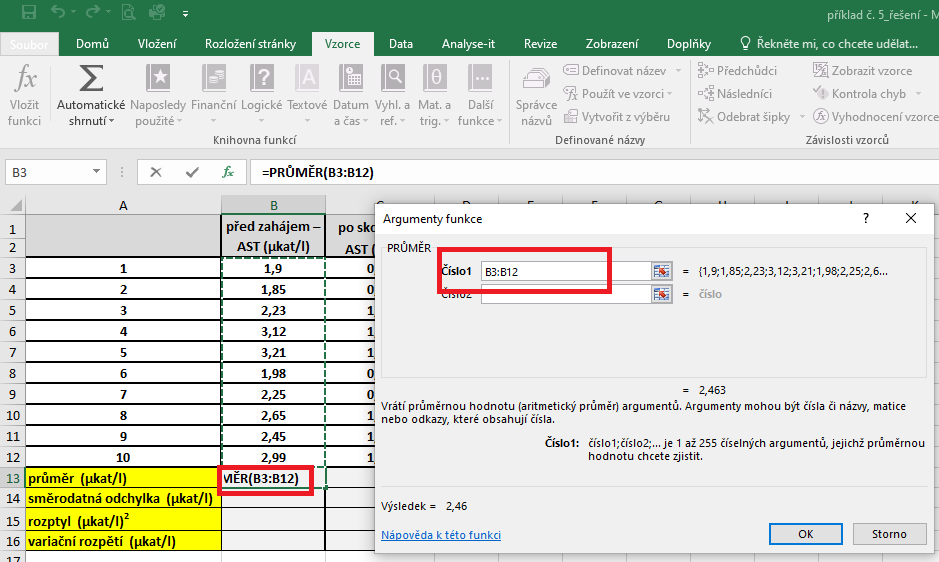 příklad č. 5_řešení - M
Soubor Domů Vložení Rozložení stránky Vzorce Data Analyse-it Revize Zobrazení Doplňky Řekněte mi, co chcete udělat...
fx
Vložit funkci
Automatické shrnutí
Naposledy použité
Finanční
Logické
Textové
Datum a čas
Vyhl. a ref.
Mat. a trig.
Další funkce
Knihovna funkcí
Správce názvů
Definovat název
Použít ve vzorci
Vytvořit z výběru
Definované názvy
Předchůdci
Následníci
Odebrat šipky
Zobrazit vzorce
Kontrola chyb
Vyhodnocení vzorce
Závislosti vzorců
B3 fx =PRŮMĚR(B3:B12)
A B
1 před zahájem – po sko
2 AST (µkat/l) AST (
3 1 1,9 0
4 2 1,85 0
5 3 2,23 1
6 4 3,12 1
7 5 3,21 1
8 6 1,98 0
9 7 2,25 0
10 8 2,65 1
11 9 2,45 1
12 10 2,99 1
13 průměr (µkat/l) MĚR(B3:B12)
14 směrodatná odchylka (µkat/l)
15 rozptyl (µkat/l)²
16 variační rozpětí (µkat/l)
17
Argumenty funkce ?
PRŮMĚR
Číslo1 B3:B12 = {1,9;1,85;2,23;3,12;3,21;1,98;2,25;2,6...
Číslo2 = číslo
= 2,463
Vrátí průměrnou hodnotu (aritmetický průměr) argumentů. Argumenty mohou být čísla či názvy, matice
nebo odkazy, které obsahují čísla.
Číslo1: číslo1;číslo2;... je 1 až 255 číselných argumentů, jejichž průměrnou
hodnotu chcete zjistit.
Výsledek = 2,46
Nápověda k této funkci
OK Storno